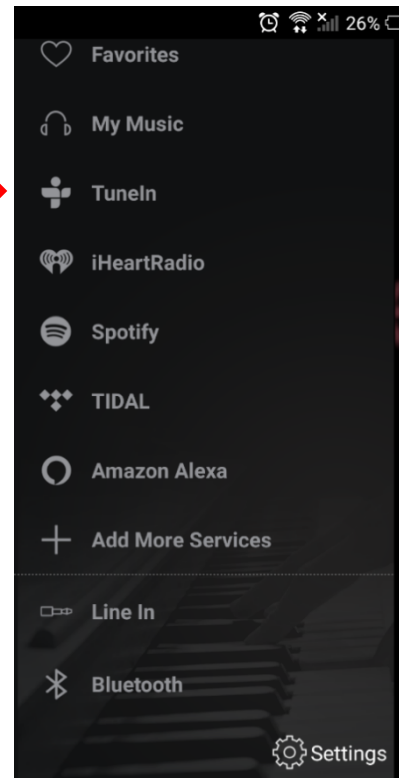 26%
Favorites
My Music
TuneIn
iHeartRadio
Spotify
TIDAL
Amazon Alexa
Add More Services
Line In
Bluetooth
Settings